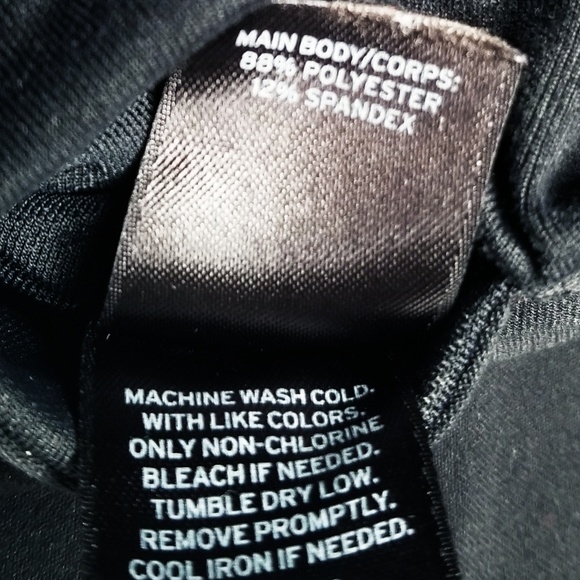 MAIN BODY/CORPS:
88% POLYESTER
12% SPANDEX
MACHINE WASH COLD.
WITH LIKE COLORS.
ONLY NON-CHLORINE
BLEACH IF NEEDED.
TUMBLE DRY LOW.
REMOVE PROMPTLY.
COOL IRON IF NEEDED.